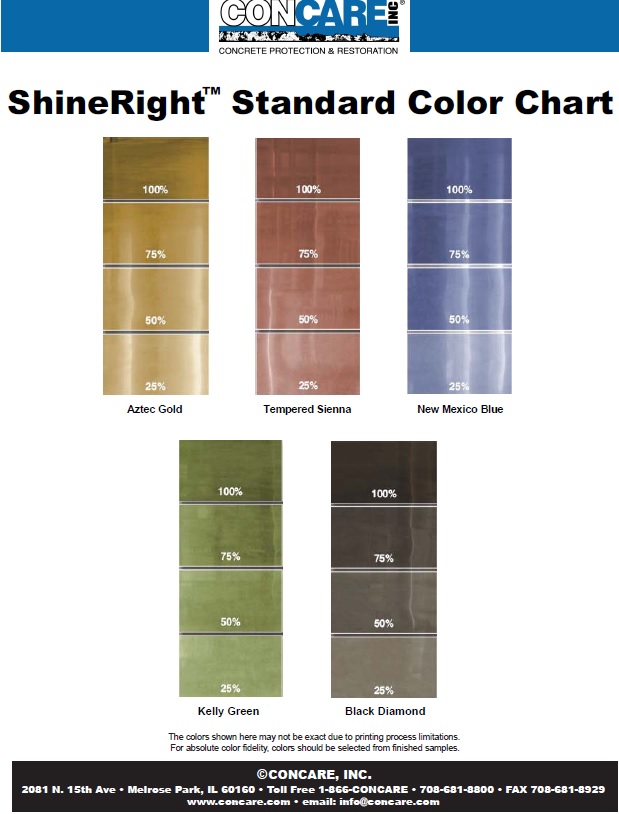 CONCARE INC®
CONCRETE PROTECTION & RESTORATION
ShineRight™ Standard Color Chart
100%
75%
50%
25%
Aztec Gold
100%
75%
50%
25%
Tempered Sienna
100%
75%
50%
25%
New Mexico Blue
100%
75%
50%
25%
Kelly Green
100%
75%
50%
25%
Black Diamond
The colors shown here may not be exact due to printing process limitations.
For absolute color fidelity, colors should be selected from finished samples.
©CONCARE, INC.
2081 N. 15th Ave • Melrose Park, IL 60160 • Toll Free 1-866-CONCARE • 708-681-8800 • FAX 708-681-8929
www.concare.com • email: info@concare.com